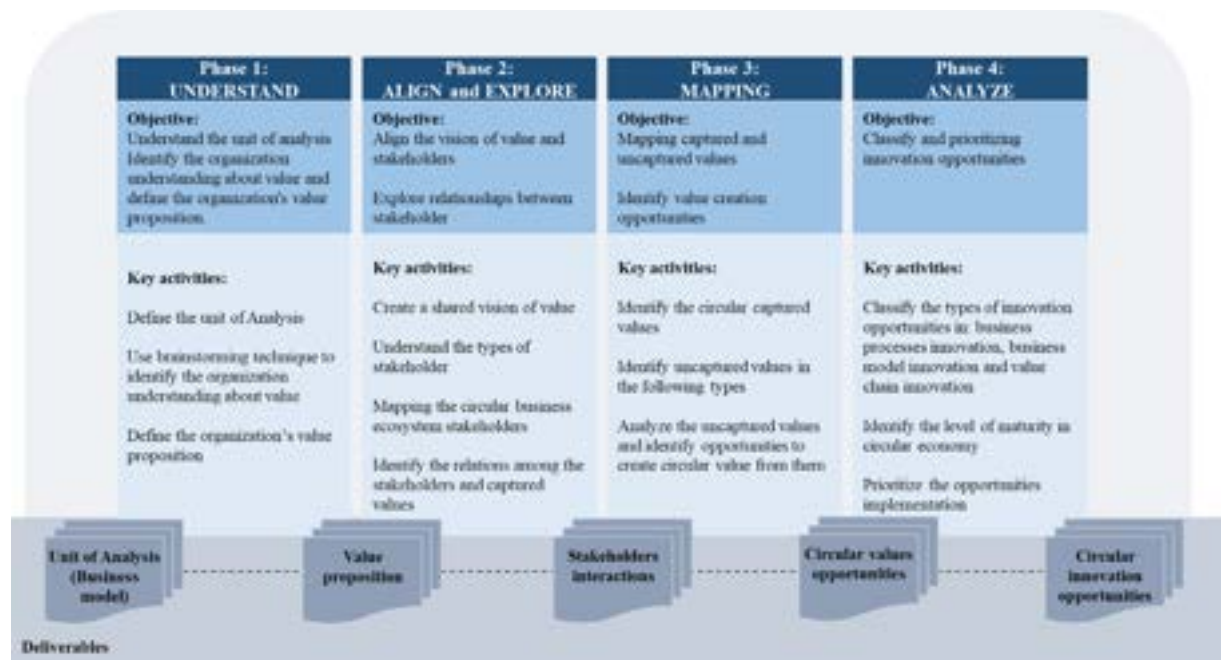 Phase 1:
UNDERSTAND
Objective:
Understand the unit of analysis
Identify the organization
understanding about value and
define the organization's value
proposition.
Key activities:
Define the unit of Analysis
Use brainstorming technique to
identify the organization
understanding about value
Define the organization's value
proposition
Phase 2:
ALIGN and EXPLORE
Objective:
Align the vision of value and
stakeholders
Explore relationships between
stakeholder
Key activities:
Create a shared vision of value
Understand the types of
stakeholder
Mapping the circular business
ecosystem stakeholders
Identify the relations among the
stakeholders and captured
values
Phase 3:
MAPPING
Objective:
Mapping captured and
uncaptured values
Identify value creation
opportunities
Key activities:
Identify the circular captured
values
Identify uncaptured values in
the following types
Analyze the uncaptured values
and identify opportunities to
create circular value from them
Phase 4:
ANALYZE
Objective:
Classify and prioritizing
innovation opportunities
Key activities:
Classify the types of innovation
opportunities in: business
processes innovation, business
model innovation and value
chain innovation
Identify the level of maturity in
circular economy
Prioritize the opportunities
implementation
Unit of Analysis
(Business
model)
Value
proposition
Stakeholders
interactions
Circular values
opportunities
Circular
innovation
opportunities
Deliverables